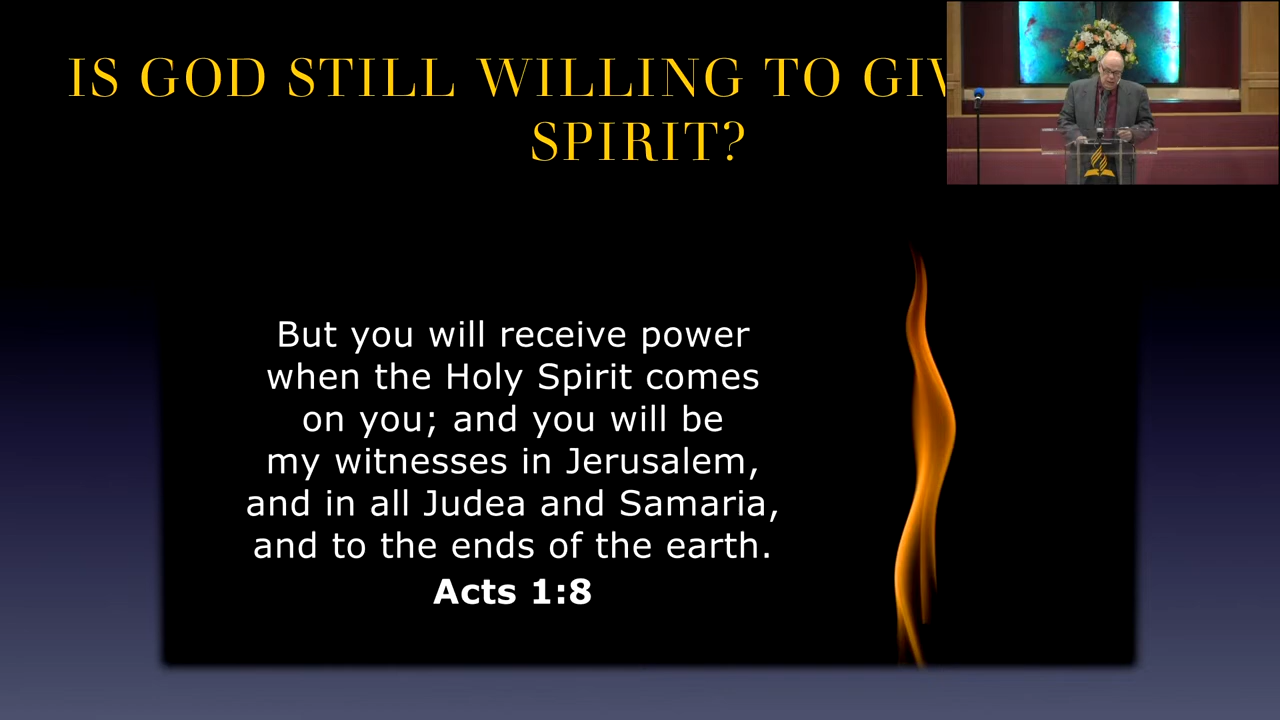 IS GOD STILL WILLING TO
SPIRIT?
But you will receive power
when the Holy Spirit comes
on you; and you will be
my witnesses in Jerusalem,
and in all Judea and Samaria,
and to the ends of the earth.
Acts 1:8